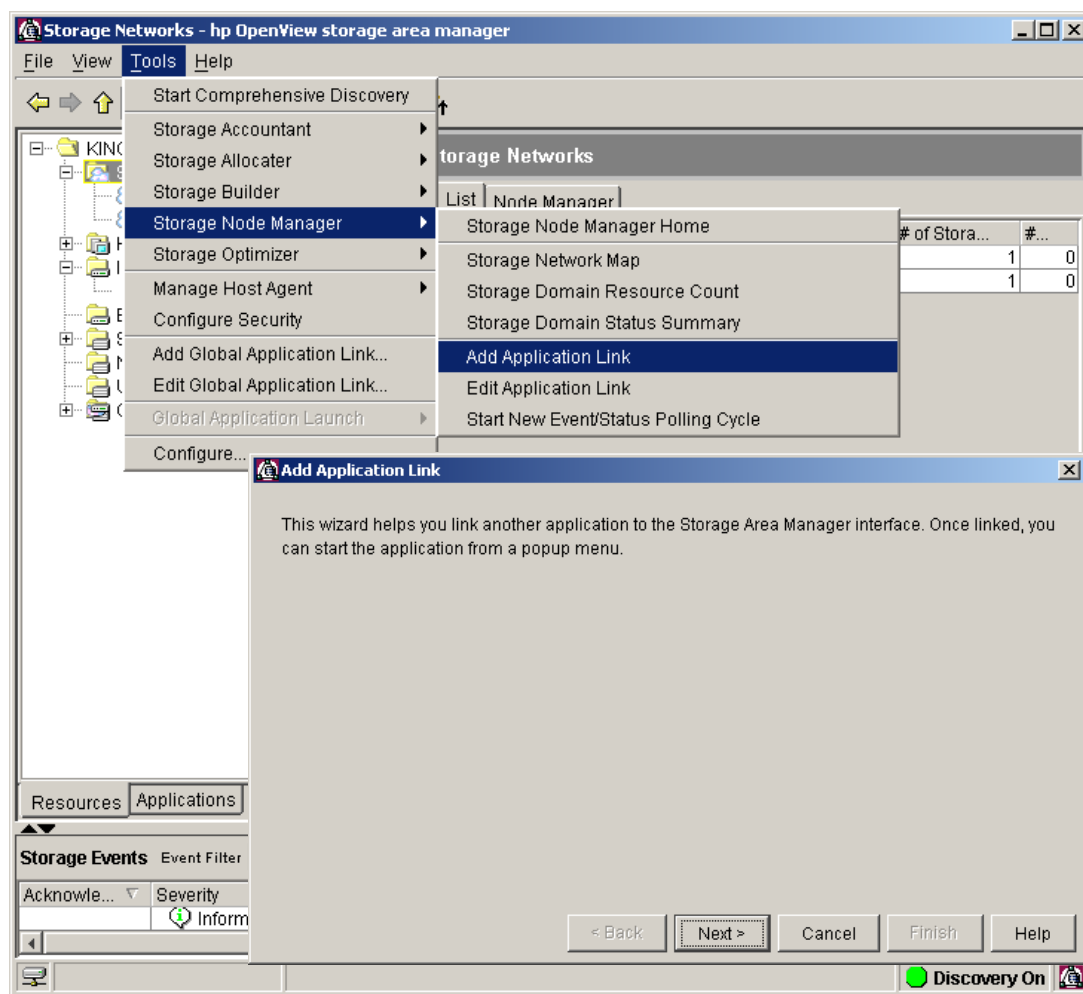 Storage Networks - hp OpenView storage area manager
File View Tools Help
Start Comprehensive Discovery
Storage Accountant
Storage Allocater
Storage Builder
Storage Node Manager
Storage Optimizer
Manage Host Agent
Configure Security
Add Global Application Link...
Edit Global Application Link...
Global Application Launch
Configure...
torage Networks
List Node Manager
# of Stora... #...
1 0
1 0
Storage Node Manager Home
Storage Network Map
Storage Domain Resource Count
Storage Domain Status Summary
Add Application Link
Edit Application Link
Start New Event/Status Polling Cycle
Add Application Link
This wizard helps you link another application to the Storage Area Manager interface. Once linked, you
can start the application from a popup menu.
< Back Next > Cancel Finish Help
Resources Applications
Storage Events Event Filter
Acknowle... Severity
Inform
Discovery On